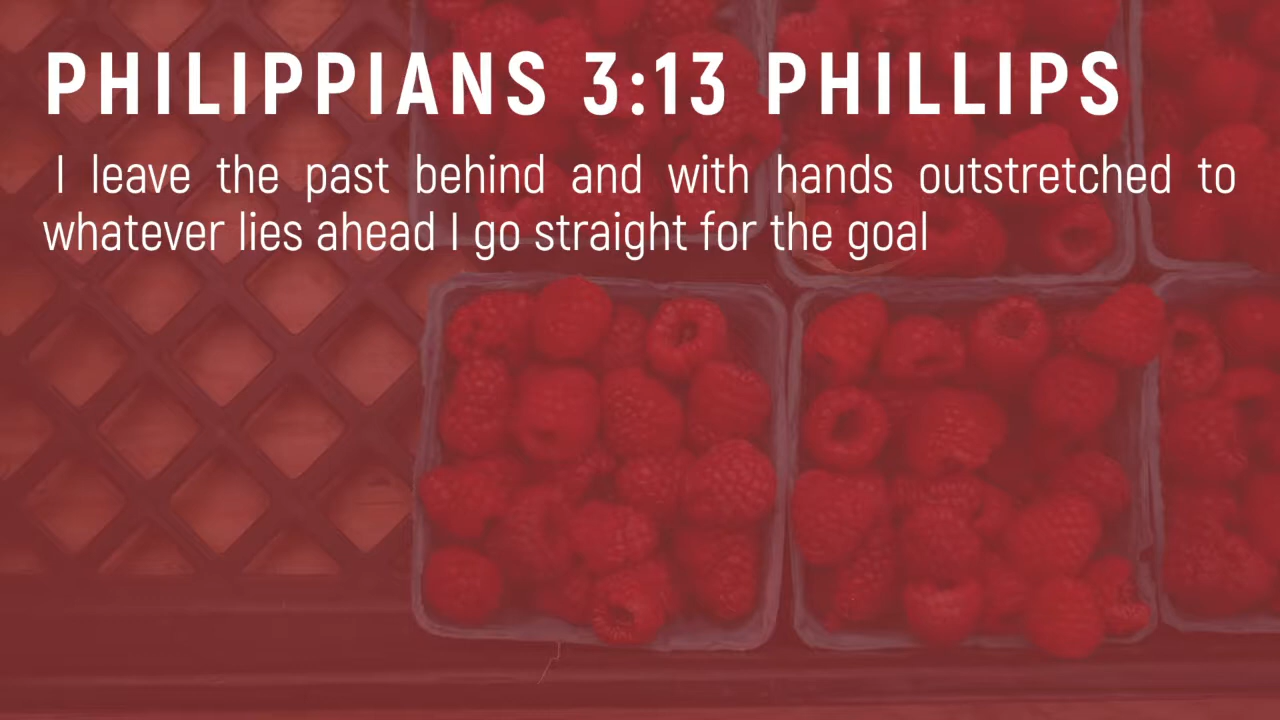 PHILIPPIANS 3:13 PHILLIPS
I leave the past behind and with hands outstretched to
whatever lies ahead I go straight for the goal